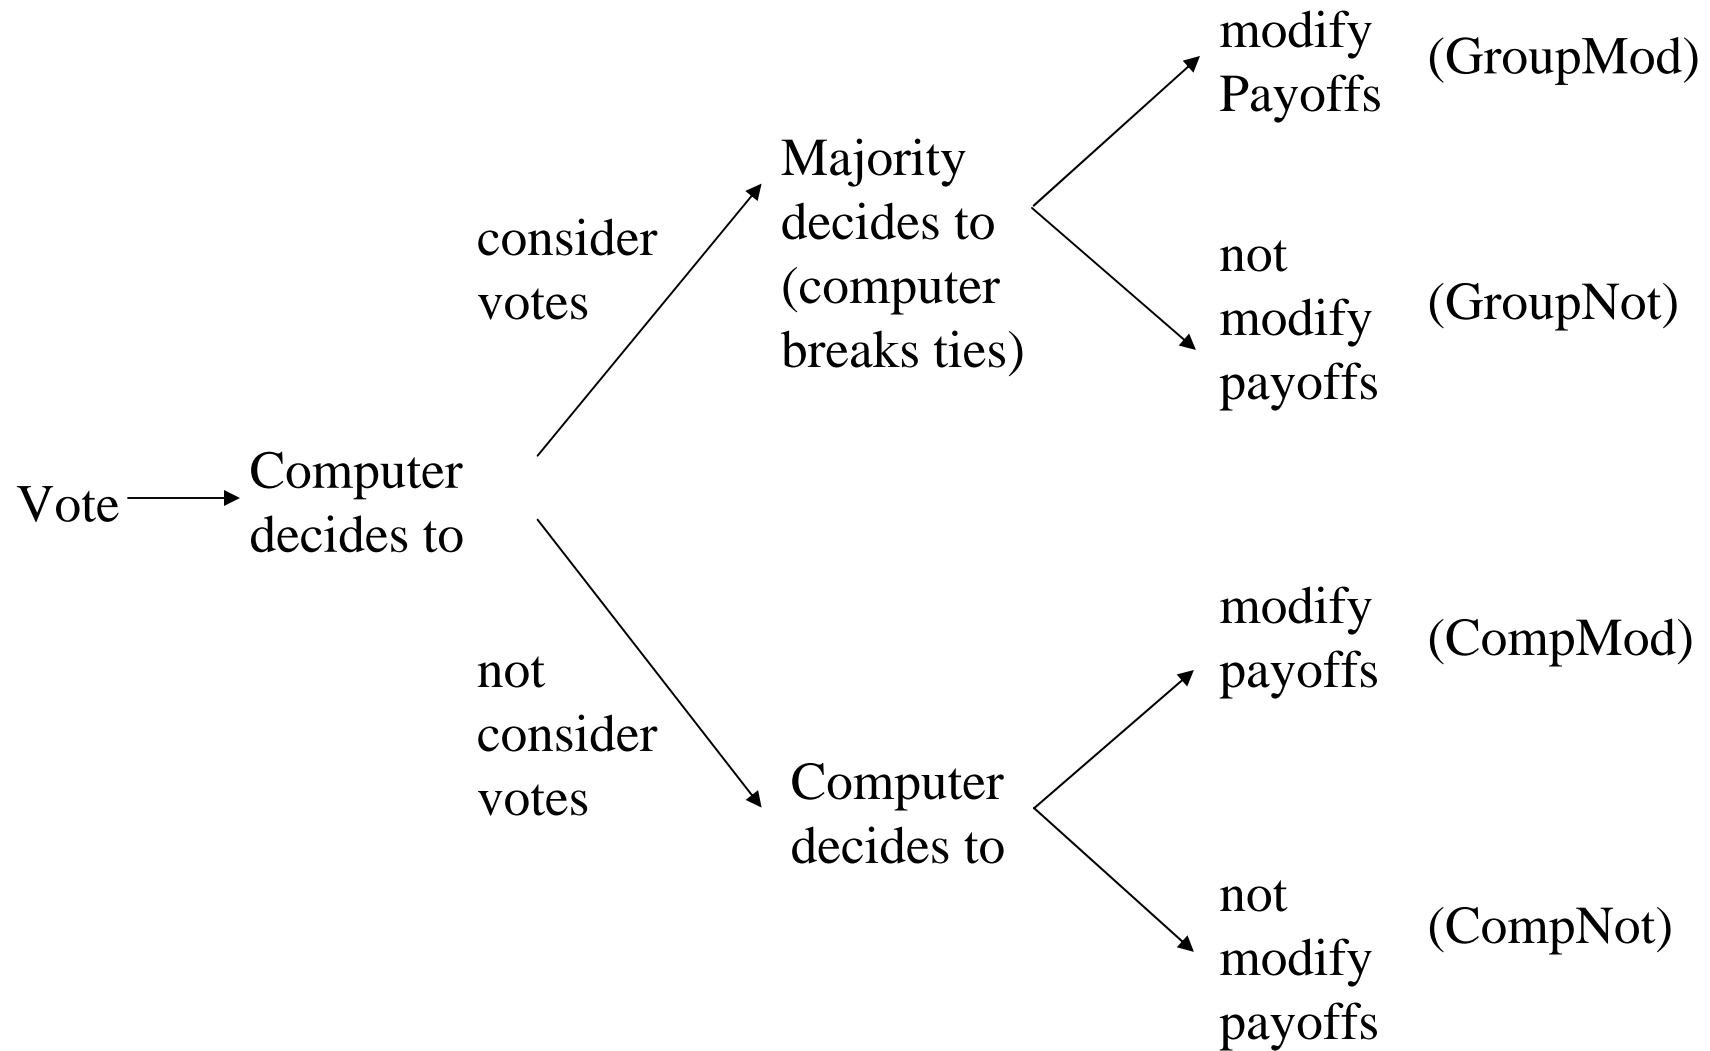 Vote
Computer
decides to
consider
votes
not
consider
votes
Majority
decides to
(computer
breaks ties)
Computer
decides to
modify
Payoffs
(GroupMod)
not
modify
payoffs
(GroupNot)
modify
payoffs
(CompMod)
not
modify
payoffs
(CompNot)